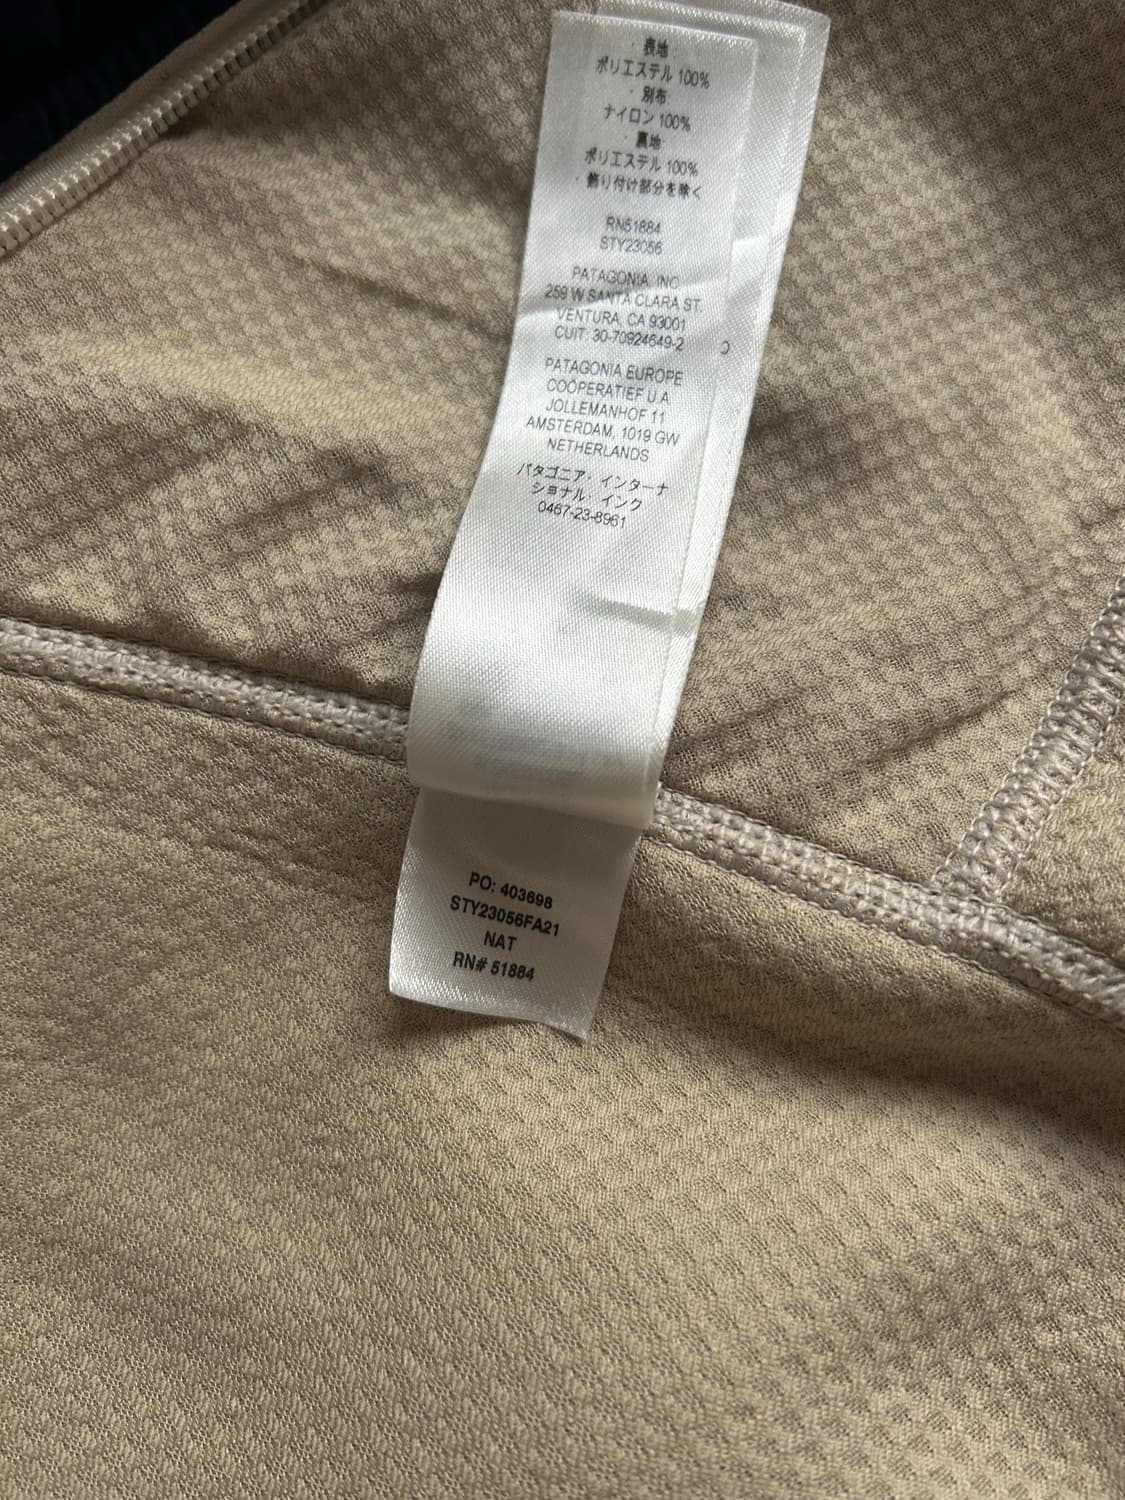 ・表地
ポリエステル 100%
・別布
ナイロン 100%
・裏地
ポリエステル 100%
・飾り付け部分を除く
RN51884
STY23056
PATAGONIA, INC.
259 W SANTA CLARA ST.
VENTURA, CA 93001
CUIT: 30-70924649-2
PATAGONIA EUROPE
COÖPERATIEF U.A.
JOLLEMANHOF 11
AMSTERDAM, 1019 GW
NETHERLANDS
パタゴニア・インターナ
ショナル・インク
0467-23-8961
PO: 403698
STY23056FA21
NAT
RN# 51884